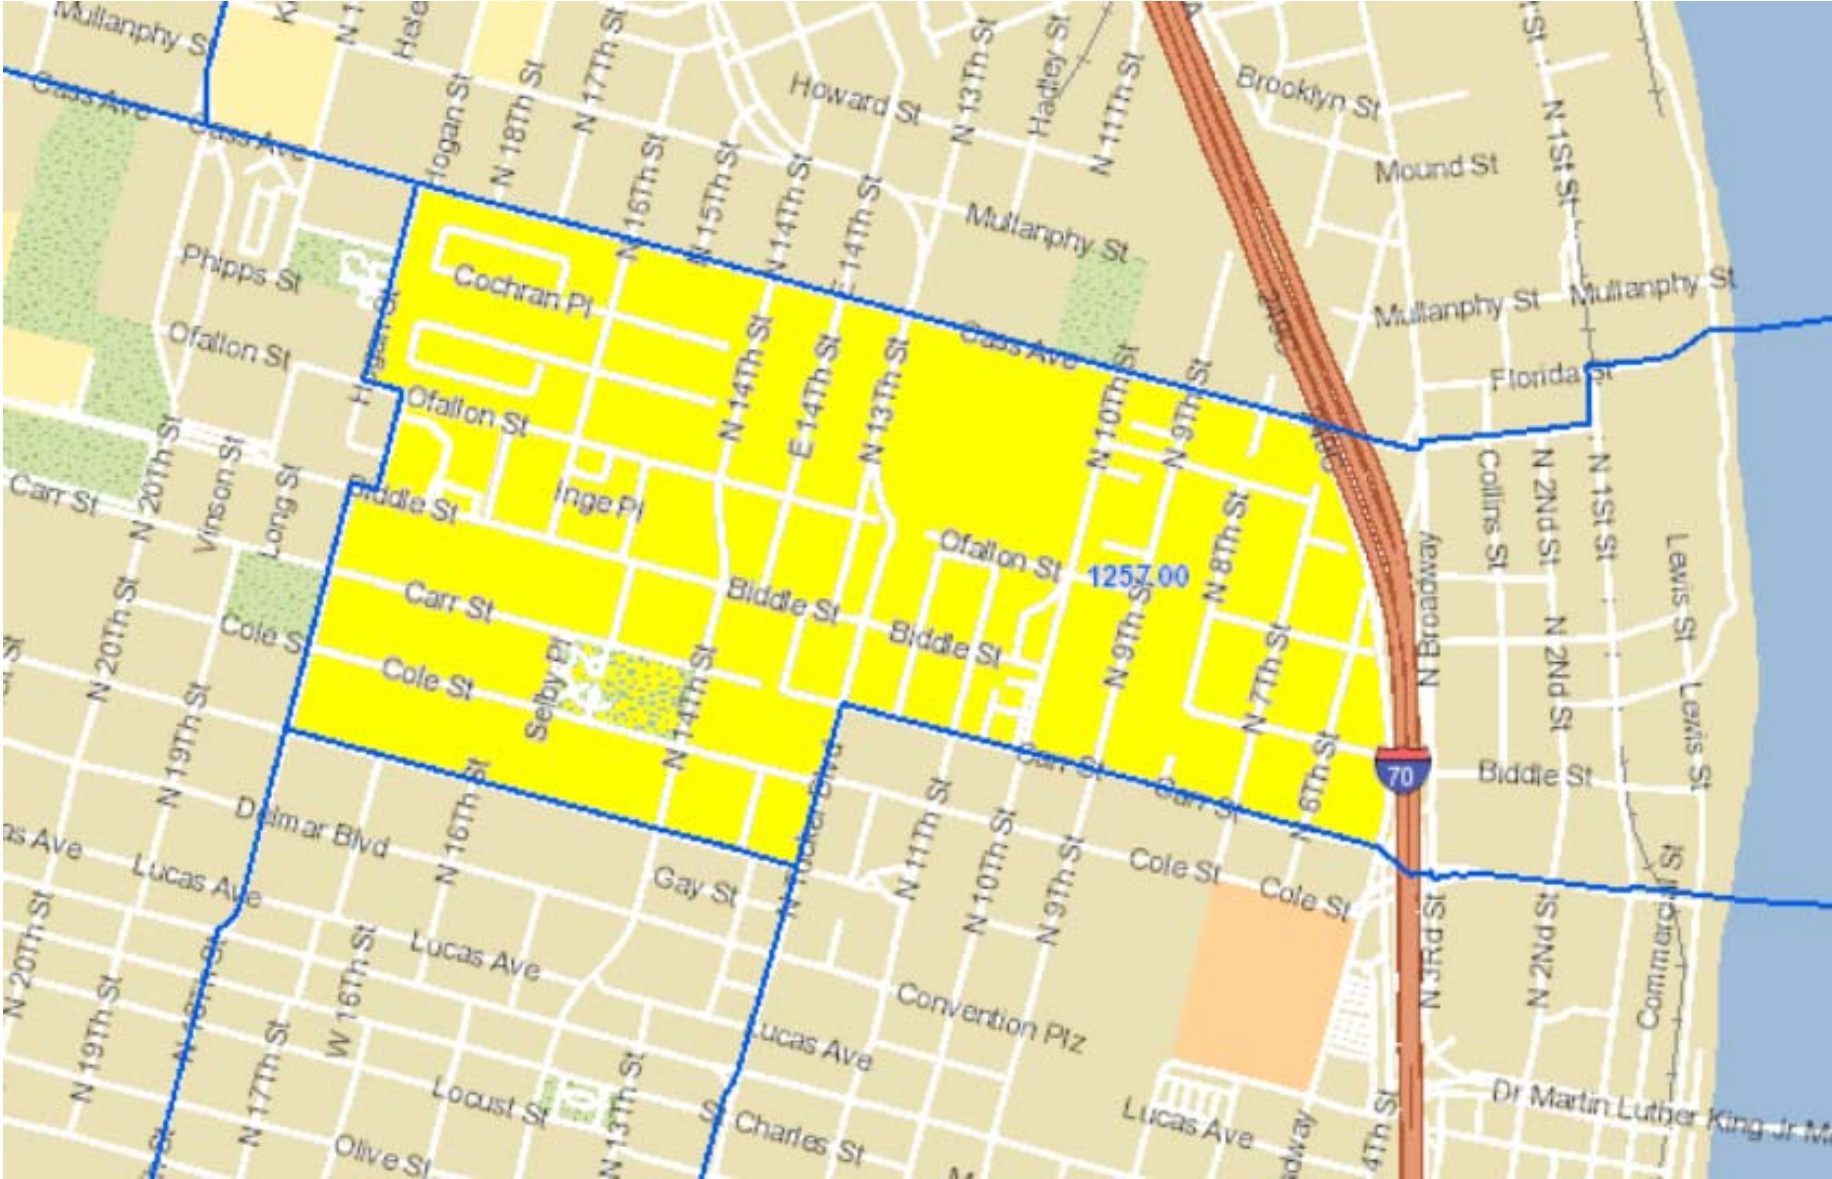 Mullanphy S
Hogan St
N 18Th St
N 17Th St
Howard St
N 13Th St
Hadley St
N 11Th St
Brooklyn St
N 1St St
Cass Ave
Cass Ave
N 16Th St
N 15Th St
N 14Th St
E 14Th St
Mullanphy St
Mound St
Phipps St
Cochran Pl
Mullanphy St
Mullanphy St
Ofallon St
Hogan St
N 14Th St
E 14Th St
N 13Th St
Cass Ave
N 10Th St
N 9Th St
Florida St
Ofallon St
Carr St
N 20Th St
Vinson St
Long St
Biddle St
Inge Pl
Ofallon St
1257.00
N 8Th St
N Broadway
Collins St
N 2Nd St
N 1St St
Lewis St
N 20Th St
Cole S
Carr St
Biddle St
Biddle St
N 9Th St
N 7Th St
N 2Nd St
Lewis St
N 19Th St
Cole St
Selby Pl
N 14Th St
N Tucker Blvd
Carr St
Carr St
N 6Th St
70
Biddle St
Delmar Blvd
N 16Th St
as Ave
Lucas Ave
Gay St
N 11Th St
N 10Th St
N 9Th St
Cole St
Cole St
N 3Rd St
N 2Nd St
Commercial St
N 20Th St
N 19Th St
N 18Th St
N 17Th St
W 16Th St
Lucas Ave
Convention Plz
Lucas Ave
Locust St
N 13Th St
St Charles St
Olive St
Lucas Ave
4Th St
Dr Martin Luther King Jr M